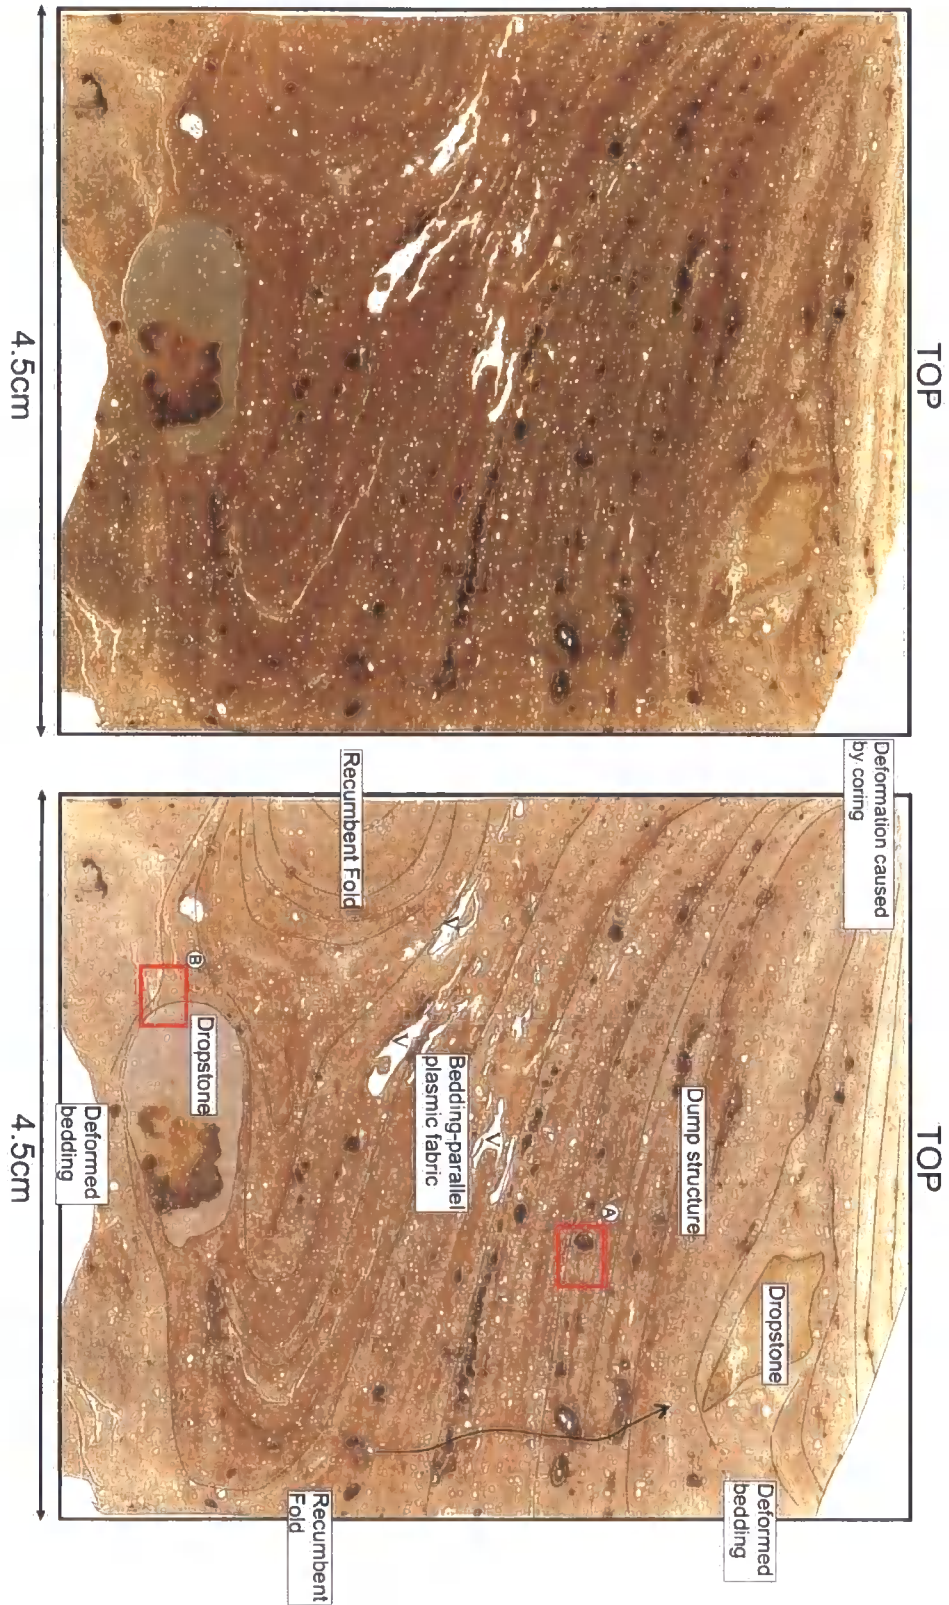 TOP
4.5cm
TOP
Deformation caused
by coring
Recumbent Fold
Dump structure
Bedding-parallel
plasmic fabric
V
V
V
A
B
Dropstone
Dropstone
Deformed
bedding
Deformed
bedding
Recumbent
Fold
4.5cm